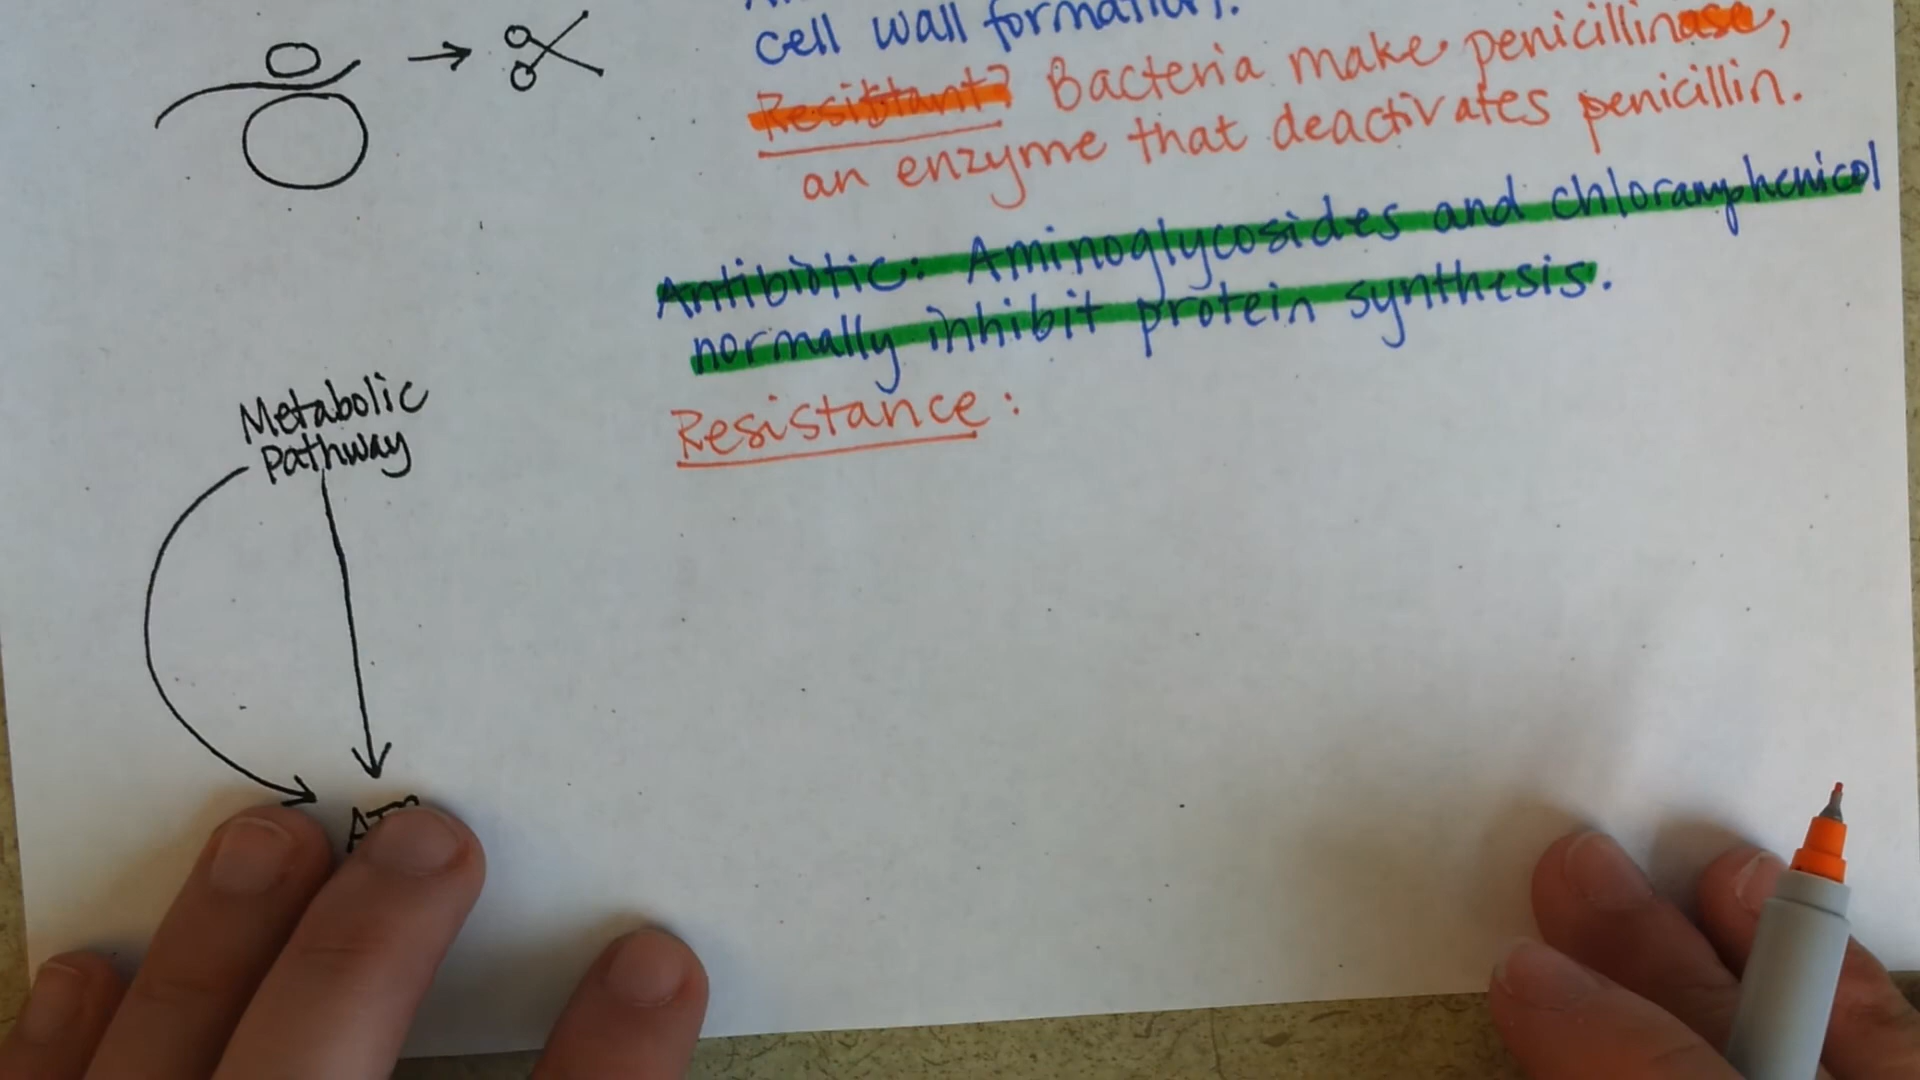 cell wall formation.
Resistant? Bacteria make penicillinase,
an enzyme that deactivates penicillin.
Antibiotic: Aminoglycosides and chloramphenicol
normally inhibit protein synthesis.
Resistance:
Metabolic
Pathway